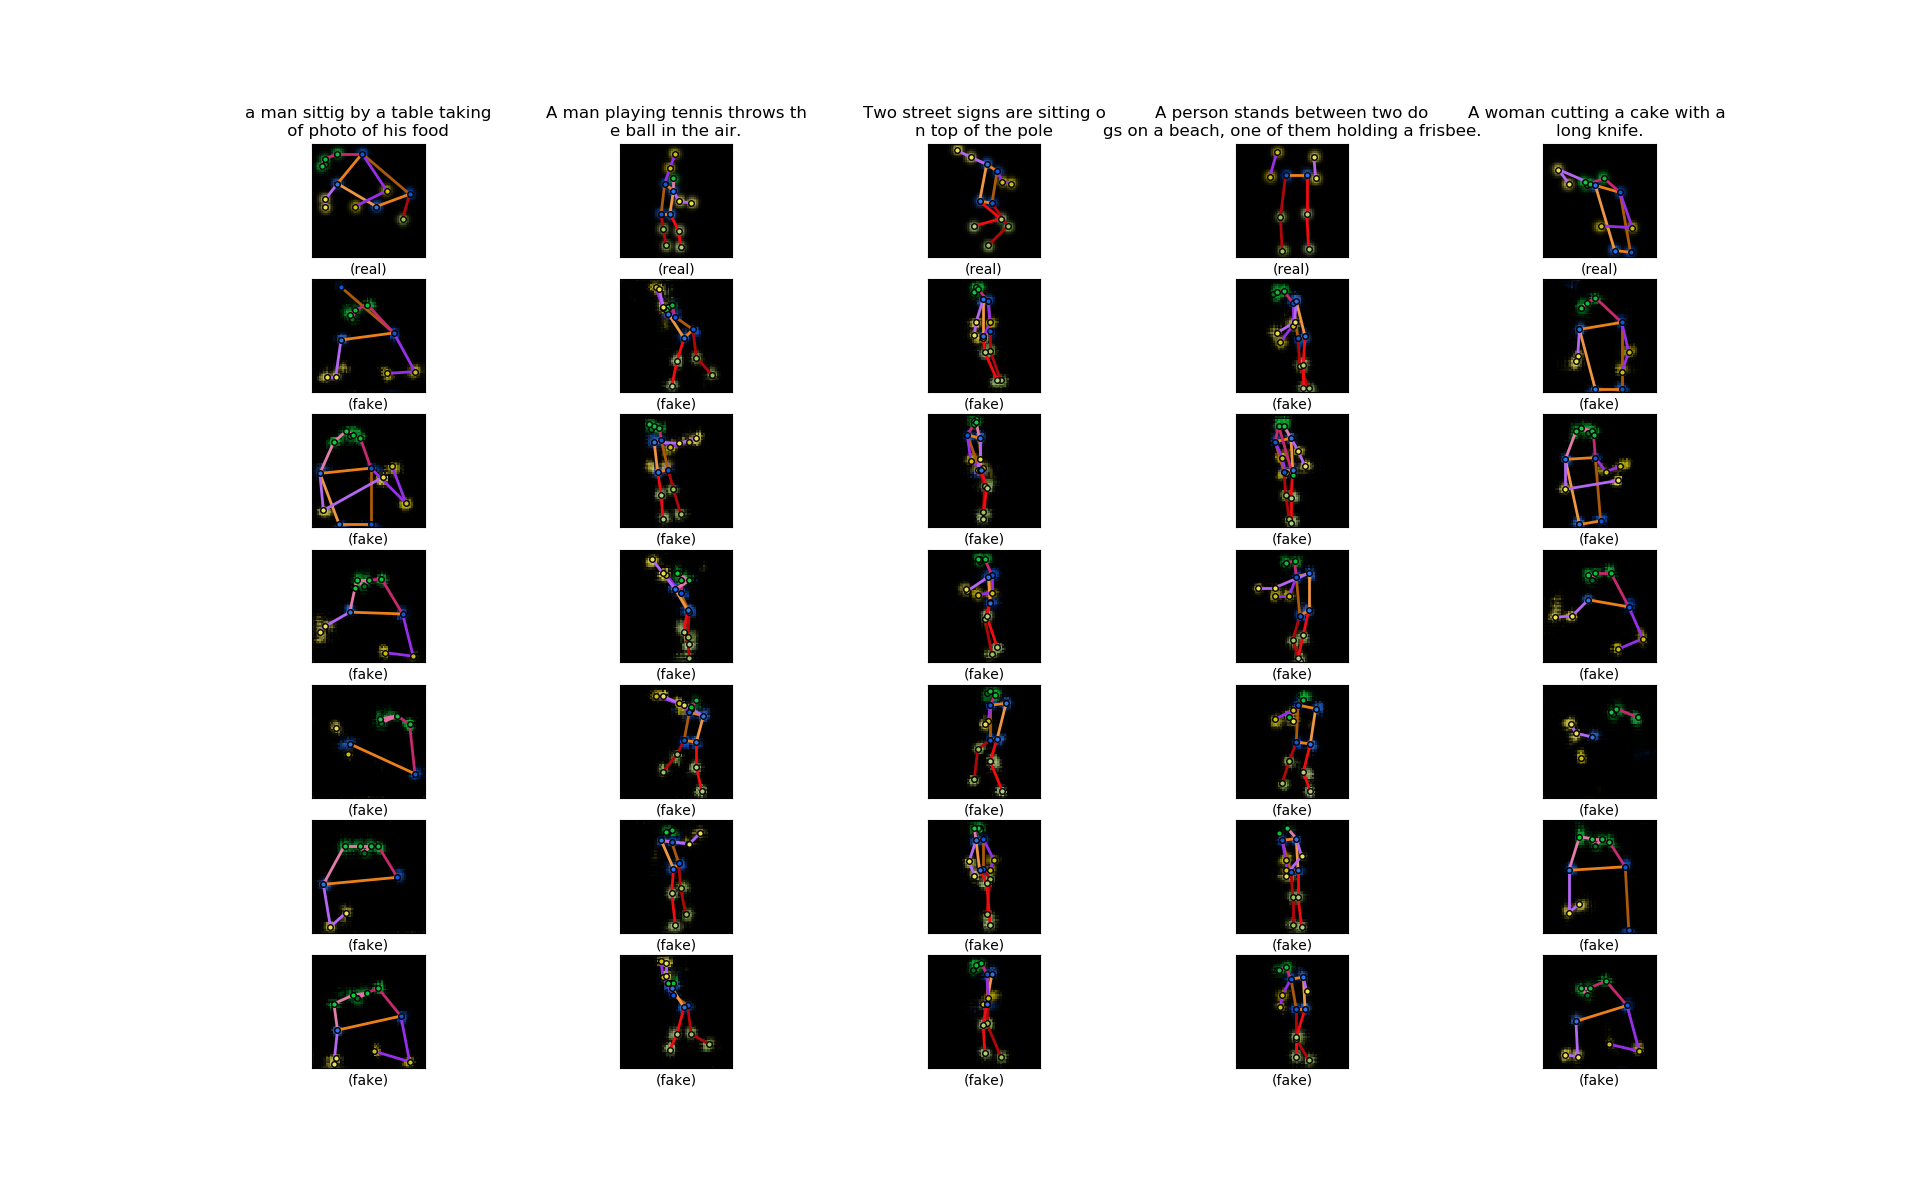 a man sittig by a table taking
of photo of his food
A man playing tennis throws th
e ball in the air.
Two street signs are sitting o
n top of the pole
A person stands between two do
gs on a beach, one of them holding a frisbee.
A woman cutting a cake with a
long knife.
(real) (real) (real) (real) (real)
(fake) (fake) (fake) (fake) (fake)
(fake) (fake) (fake) (fake) (fake)
(fake) (fake) (fake) (fake) (fake)
(fake) (fake) (fake) (fake) (fake)
(fake) (fake) (fake) (fake) (fake)
(fake) (fake) (fake) (fake) (fake)